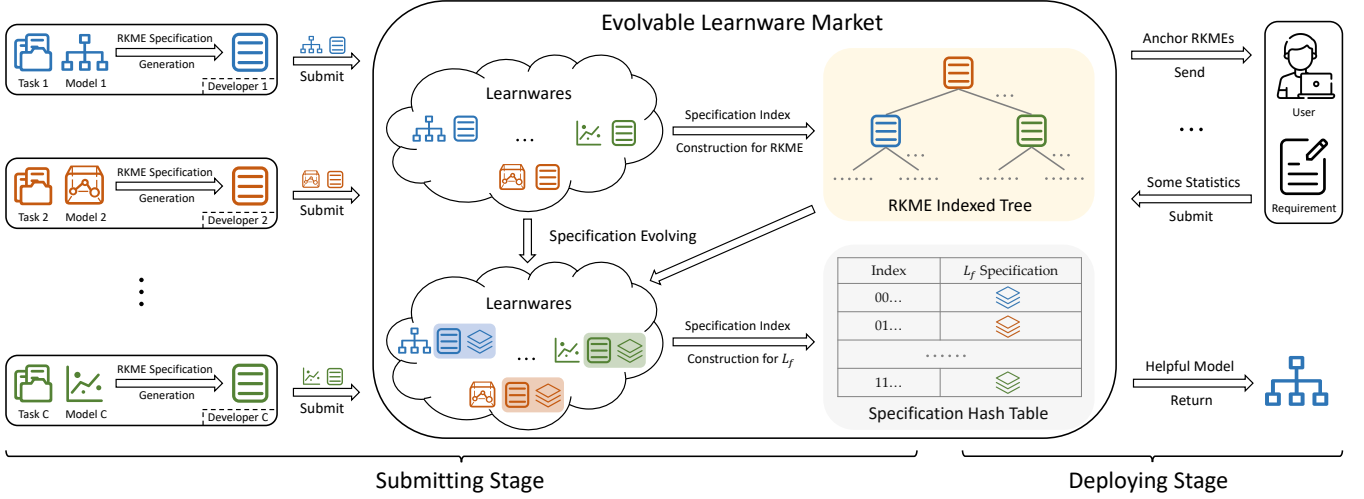 Evolvable Learware Market
RKME Specification
Generation
Task 1
Model 1
Developer 1
Submit
RKME Specification
Generation
Task 2
Model 2
Developer 2
Submit
⋮
RKME Specification
Generation
Task C
Model C
Developer C
Submit
Learnwares
...
Specification Index
Construction for RKME
...
...
...
......
......
......
......
RKME Indexed Tree
Specification Evolving
Learnwares
...
Specification Index
Construction for L_f
Index
L_f Specification
00...
01...
......
11...
Specification Hash Table
Anchor RKMEs
Send
User
...
Some Statistics
Submit
Requirement
Helpful Model
Return
Submitting Stage
Deploying Stage